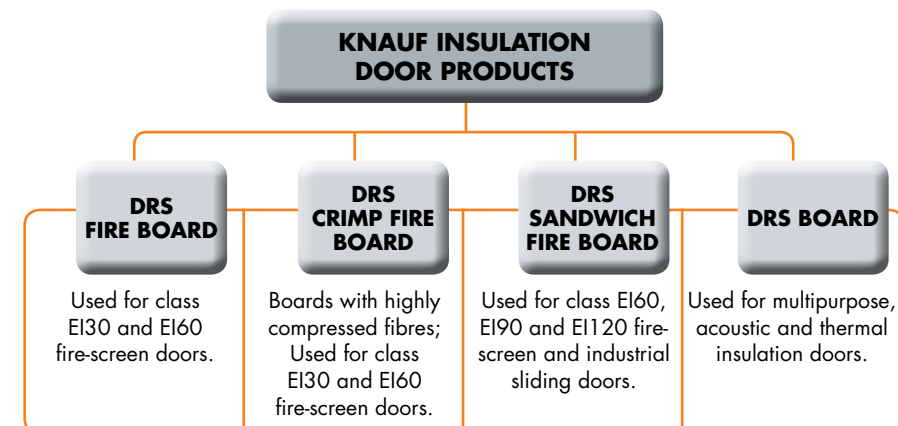 KNAUF INSULATION
DOOR PRODUCTS
DRS
FIRE BOARD
Used for class
EI30 and EI60
fire-screen doors.
DRS
CRIMP FIRE
BOARD
Boards with highly
compressed fibres;
Used for class
EI30 and EI60
fire-screen doors.
DRS
SANDWICH
FIRE BOARD
Used for class EI60,
EI90 and EI120 fire-
screen and industrial
sliding doors.
DRS BOARD
Used for multipurpose,
acoustic and thermal
insulation doors.